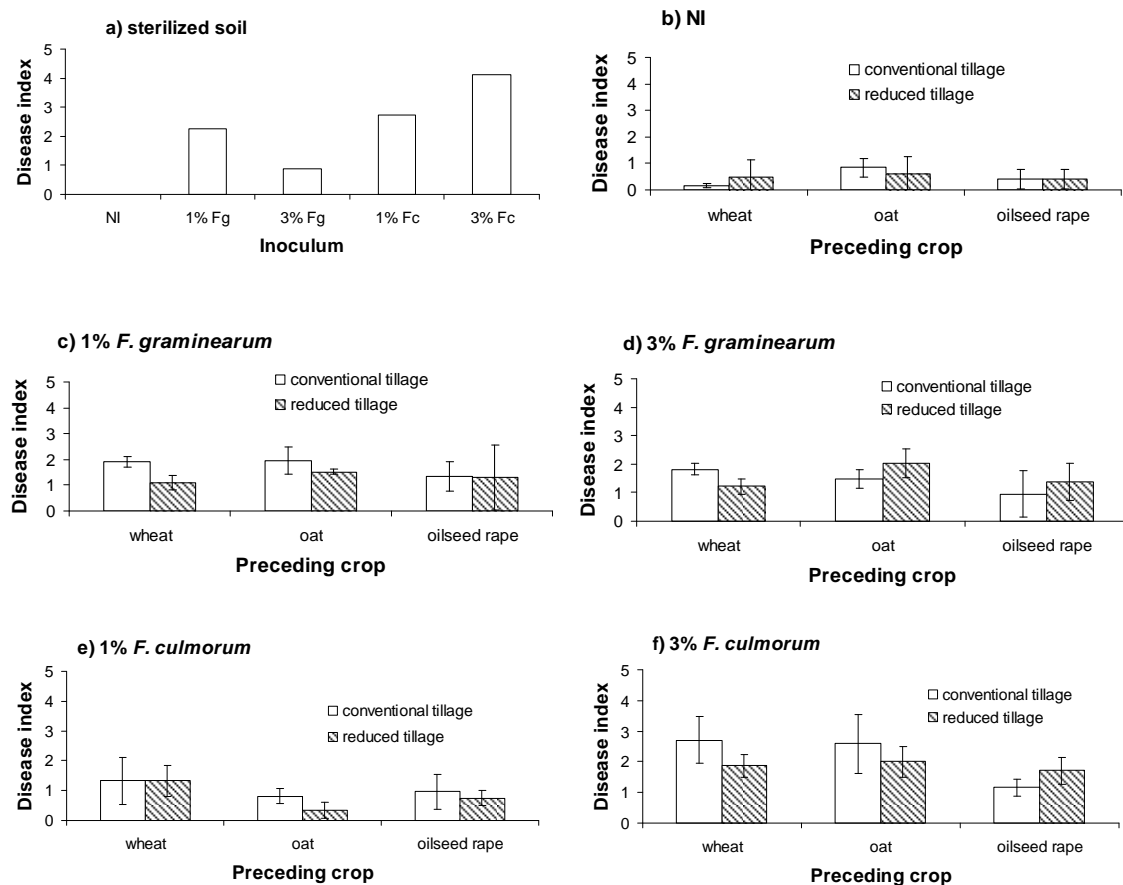 a) sterilized soil
Disease index
5
4
3
2
1
0
NI 1% Fg 3% Fg 1% Fc 3% Fc
Inoculum
b) NI
conventional tillage
reduced tillage
Disease index
5
4
3
2
1
0
wheat oat oilseed rape
Preceding crop
c) 1% F. graminearum
conventional tillage
reduced tillage
Disease index
5
4
3
2
1
0
wheat oat oilseed rape
Preceding crop
d) 3% F. graminearum
conventional tillage
reduced tillage
Disease index
5
4
3
2
1
0
wheat oat oilseed rape
Preceding crop
e) 1% F. culmorum
conventional tillage
reduced tillage
Disease index
5
4
3
2
1
0
wheat oat oilseed rape
Preceding crop
f) 3% F. culmorum
conventional tillage
reduced tillage
Disease index
5
4
3
2
1
0
wheat oat oilseed rape
Preceding crop